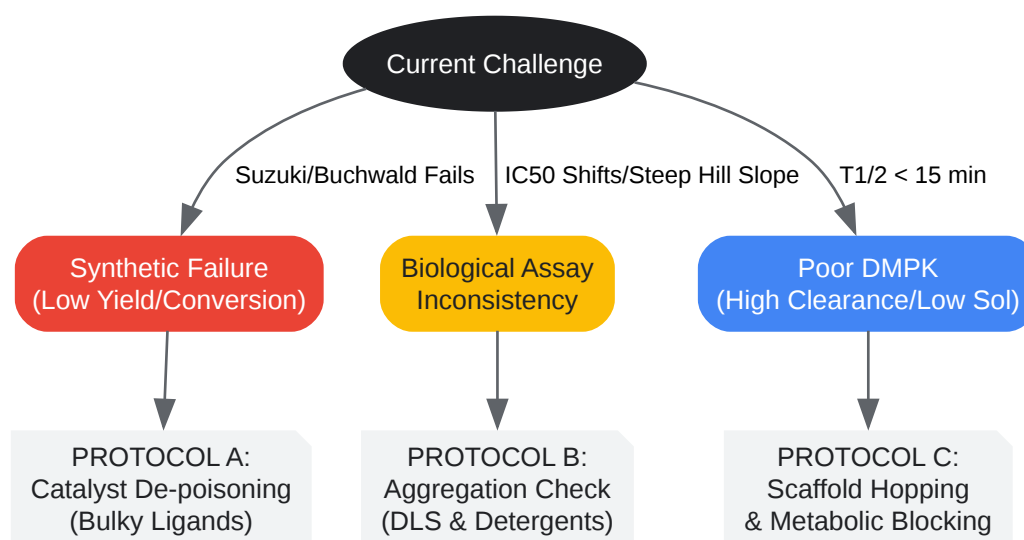 Current Challenge
Suzuki/Buchwald Fails
IC50 Shifts/Steep Hill Slope
T1/2 < 15 min
Synthetic Failure
(Low Yield/Conversion)
Biological Assay
Inconsistency
Poor DMPK
(High Clearance/Low Sol)
PROTOCOL A:
Catalyst De-poisoning
(Bulky Ligands)
PROTOCOL B:
Aggregation Check
(DLS & Detergents)
PROTOCOL C:
Scaffold Hopping
& Metabolic Blocking